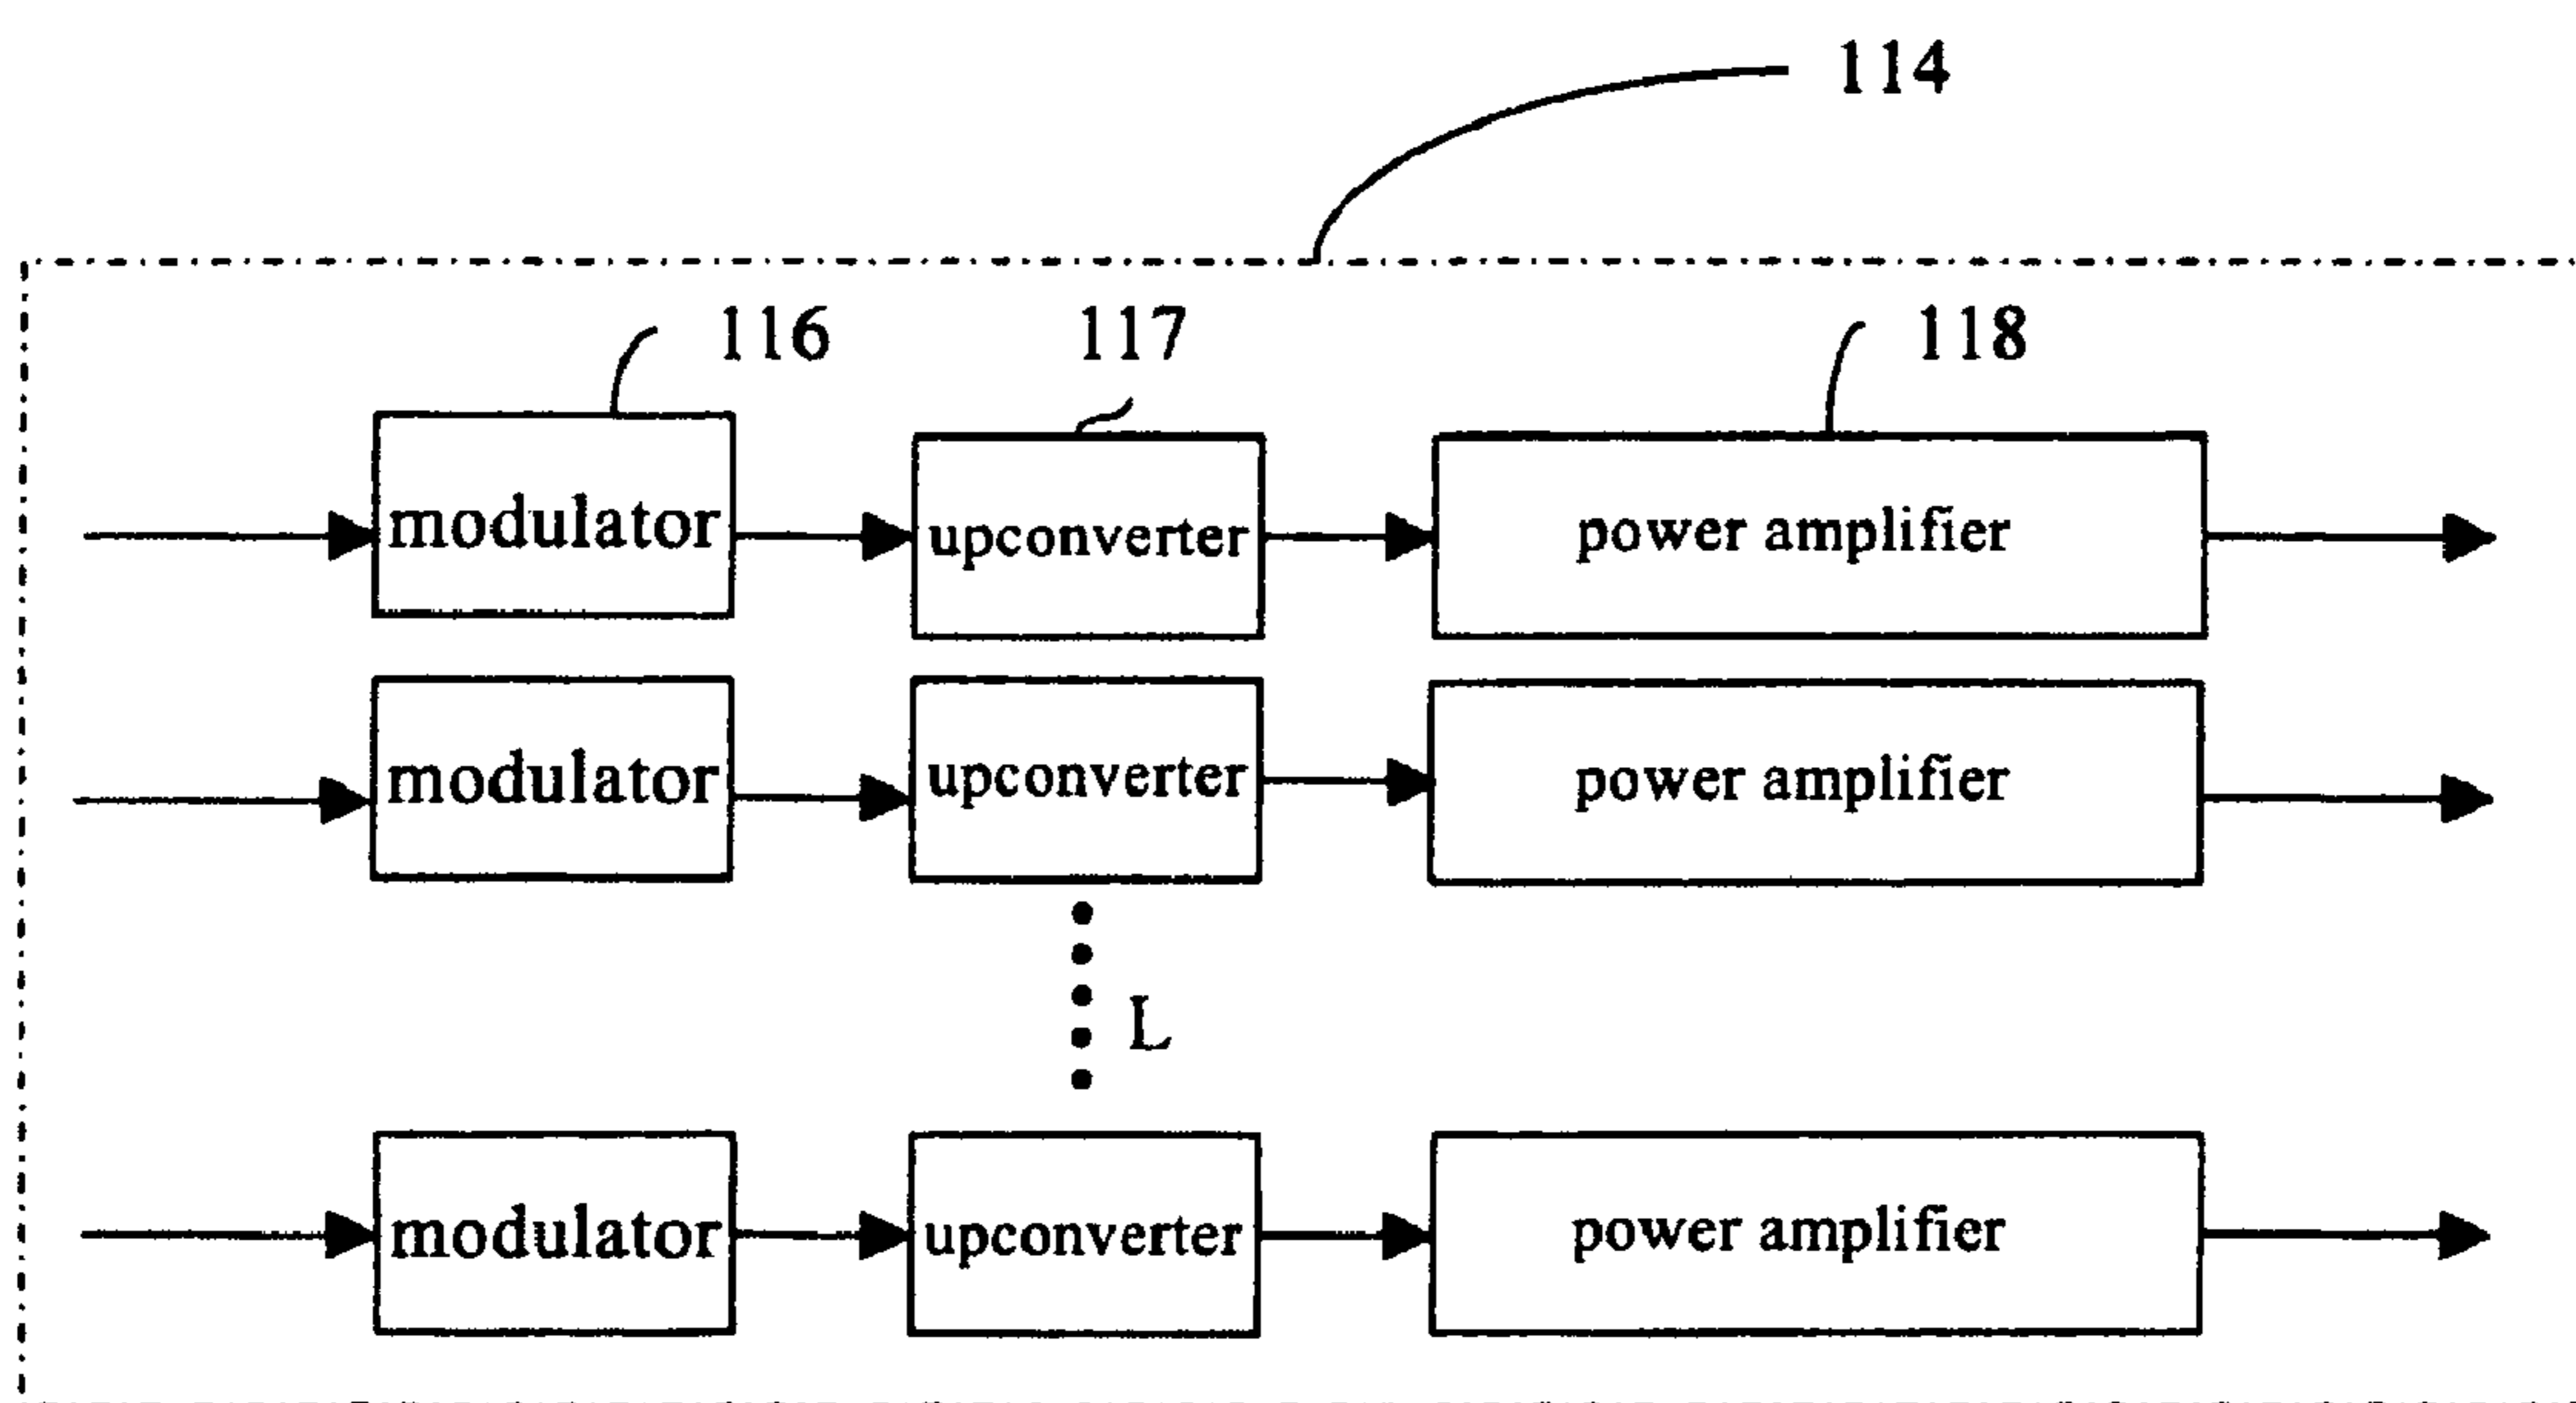 114
116 117 118
modulator upconverter power amplifier
modulator upconverter power amplifier
L
modulator upconverter power amplifier